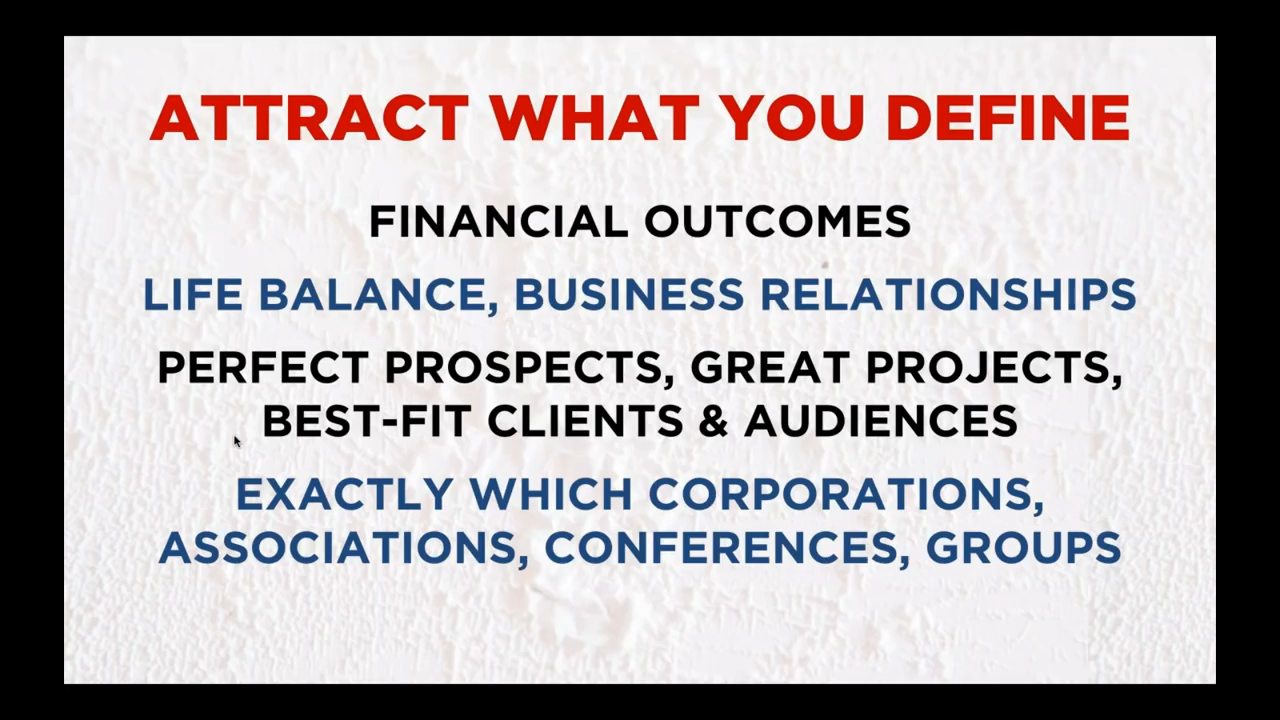 ATTRACT WHAT YOU DEFINE
FINANCIAL OUTCOMES
LIFE BALANCE, BUSINESS RELATIONSHIPS
PERFECT PROSPECTS, GREAT PROJECTS,
BEST-FIT CLIENTS & AUDIENCES
EXACTLY WHICH CORPORATIONS,
ASSOCIATIONS, CONFERENCES, GROUPS